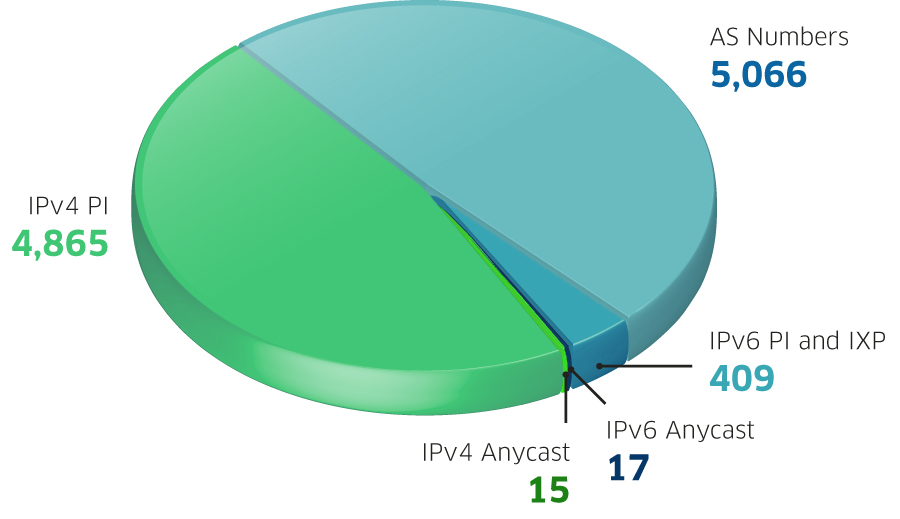 AS Numbers
5,066
IPv4 PI
4,865
IPv6 PI and IXP
409
IPv6 Anycast
17
IPv4 Anycast
15